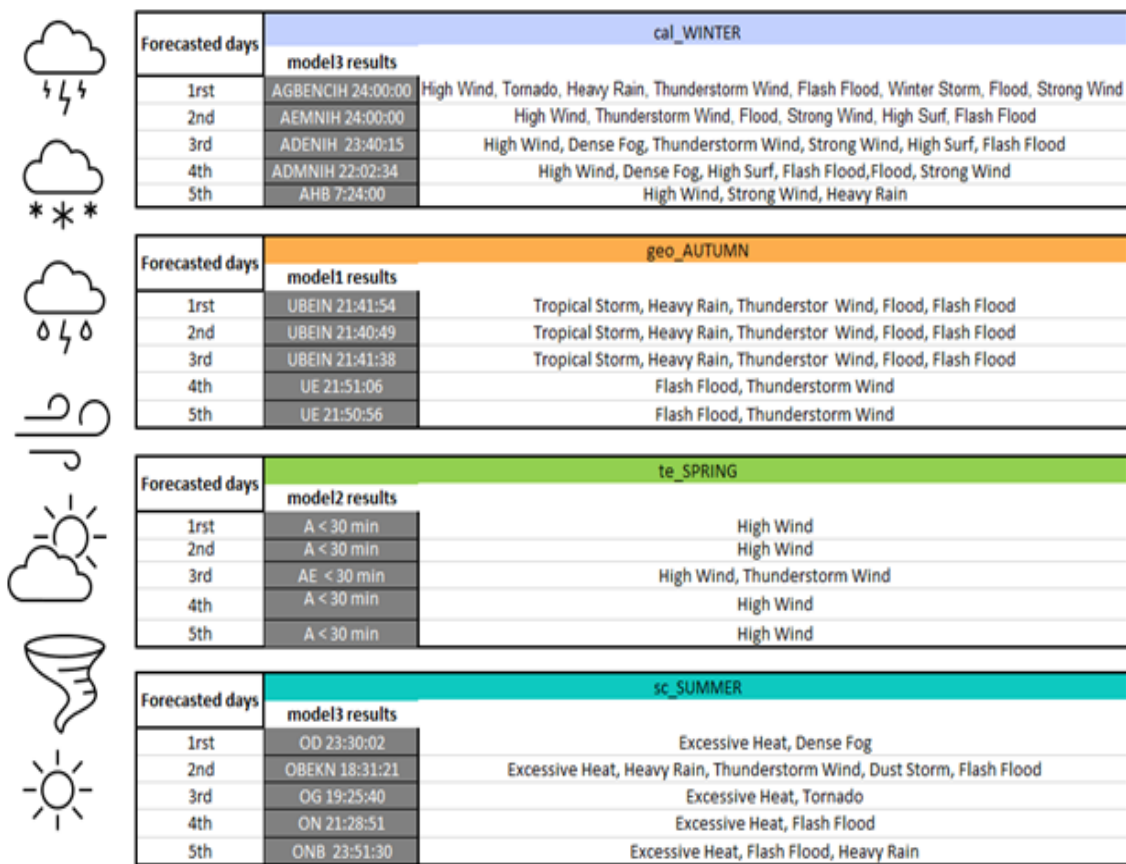 Forecasted days cal_WINTER
model3 results
1rst AGBENCIH 24:00:00 High Wind, Tornado, Heavy Rain, Thunderstorm Wind, Flash Flood, Winter Storm, Flood, Strong Wind
2nd AEMNIH 24:00:00 High Wind, Thunderstorm Wind, Flood, Strong Wind, High Surf, Flash Flood
3rd ADENIH 23:40:15 High Wind, Dense Fog, Thunderstorm Wind, Strong Wind, High Surf, Flash Flood
4th ADMNIH 22:02:34 High Wind, Dense Fog, High Surf, Flash Flood,Flood, Strong Wind
5th AHB 7:24:00 High Wind, Strong Wind, Heavy Rain
Forecasted days geo_AUTUMN
model1 results
1rst UBEIN 21:41:54 Tropical Storm, Heavy Rain, Thunderstor Wind, Flood, Flash Flood
2nd UBEIN 21:40:49 Tropical Storm, Heavy Rain, Thunderstor Wind, Flood, Flash Flood
3rd UBEIN 21:41:38 Tropical Storm, Heavy Rain, Thunderstor Wind, Flood, Flash Flood
4th UE 21:51:06 Flash Flood, Thunderstorm Wind
5th UE 21:50:56 Flash Flood, Thunderstorm Wind
Forecasted days te_SPRING
model2 results
1rst A < 30 min High Wind
2nd A < 30 min High Wind
3rd AE < 30 min High Wind, Thunderstorm Wind
4th A < 30 min High Wind
5th A < 30 min High Wind
Forecasted days sc_SUMMER
model3 results
1rst OD 23:30:02 Excessive Heat, Dense Fog
2nd OBEKN 18:31:21 Excessive Heat, Heavy Rain, Thunderstorm Wind, Dust Storm, Flash Flood
3rd OG 19:25:40 Excessive Heat, Tornado
4th ON 21:28:51 Excessive Heat, Flash Flood
5th ONB 23:51:30 Excessive Heat, Flash Flood, Heavy Rain